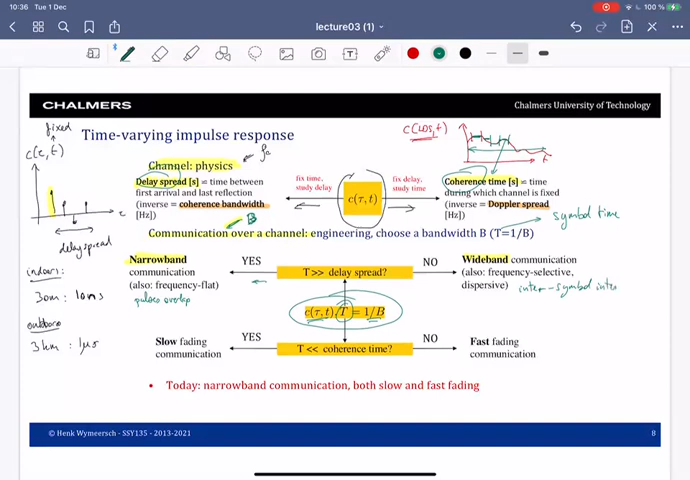 10:36 Tue 1 Dec
100 %
lecture03 (1)
CHALMERS
Chalmers University of Technology
Time-varying impulse response
fixed
c(τ, t)
τ
delay spread
indoors:
30m : 10ns
outdoors
3km : 1μs
Channel: physics
Delay spread [s] = time between
first arrival and last reflection
(inverse = coherence bandwidth
[Hz])
fix time,
study delay
c(τ, t)
fix delay,
study time
c(LOS, t)
t
Coherence time [s] = time
during which channel is fixed
(inverse = Doppler spread
[Hz])
symbol time
B
Communication over a channel: engineering, choose a bandwidth B (T=1/B)
Narrowband
communication
(also: frequency-flat)
pulses overlap
YES
T>> delay spread?
NO
Wideband communication
(also: frequency-selective,
dispersive)
inter-symbol inter
c(τ, t), T = 1/B
Slow fading
communication
YES
T << coherence time?
NO
Fast fading
communication
• Today: narrowband communication, both slow and fast fading
© Henk Wymeersch - SSY135 - 2013-2021
8